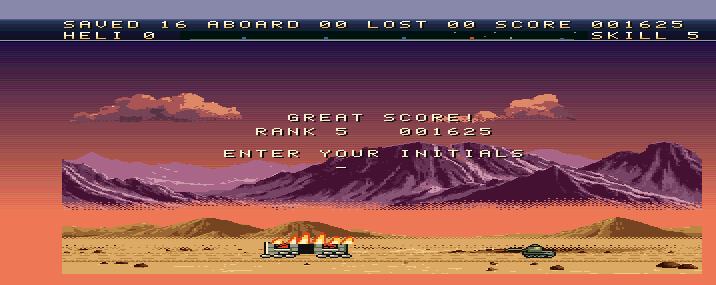 SAVED 16 ABOARD 00 LOST 00 SCORE 001625
HELI 0 SKILL 5
GREAT SCORE!
RANK 5 001625
ENTER YOUR INITIALS
_